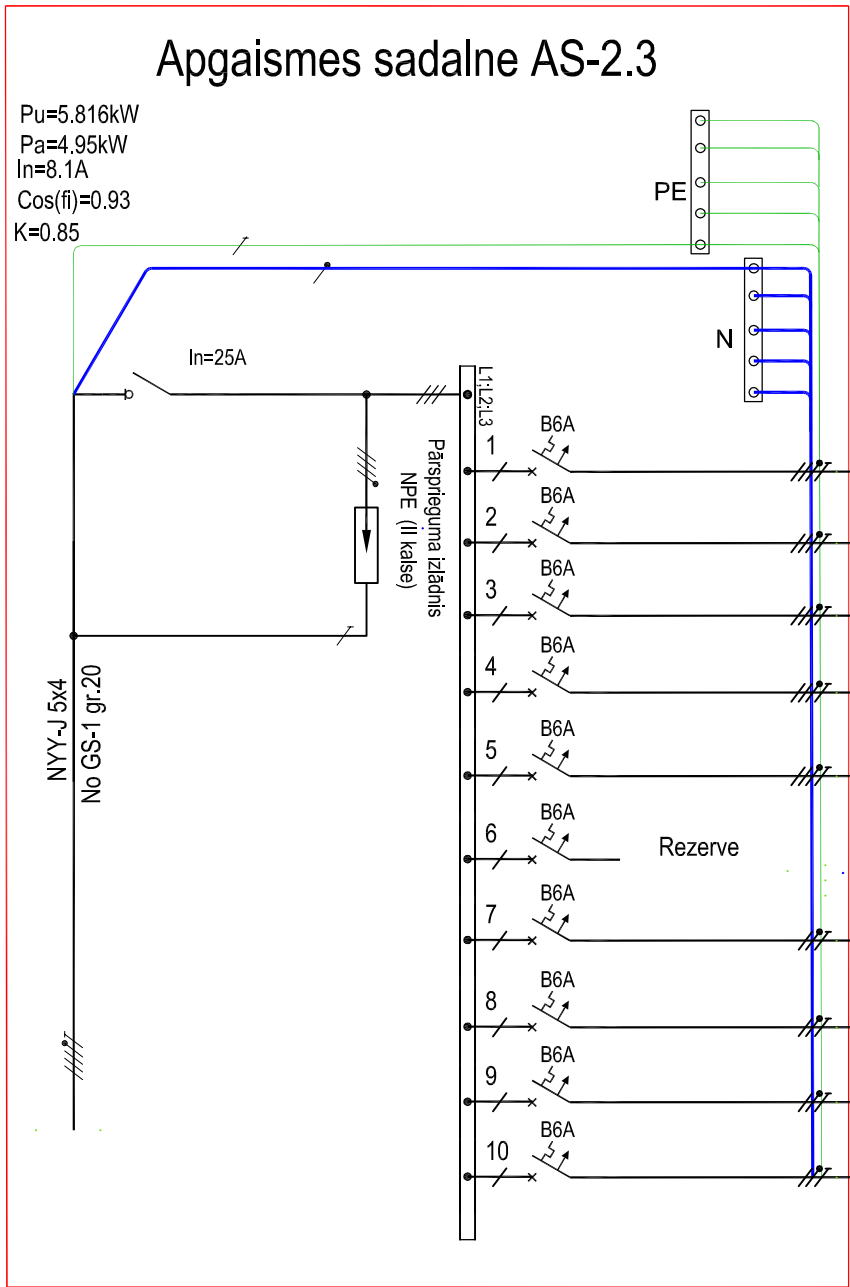 Apgaismes sadalne AS-2.3
Pu=5.816kW
Pa=4.95kW
In=8.1A
Cos(fi)=0.93
K=0.85
PE
N
In=25A
L1;L2;L3
Pārsprieguma izlādnis
NPE (II kalse)
NYY-J 5x4
No GS-1 gr.20
1 B6A
2 B6A
3 B6A
4 B6A
5 B6A
6 B6A Rezerve
7 B6A
8 B6A
9 B6A
10 B6A